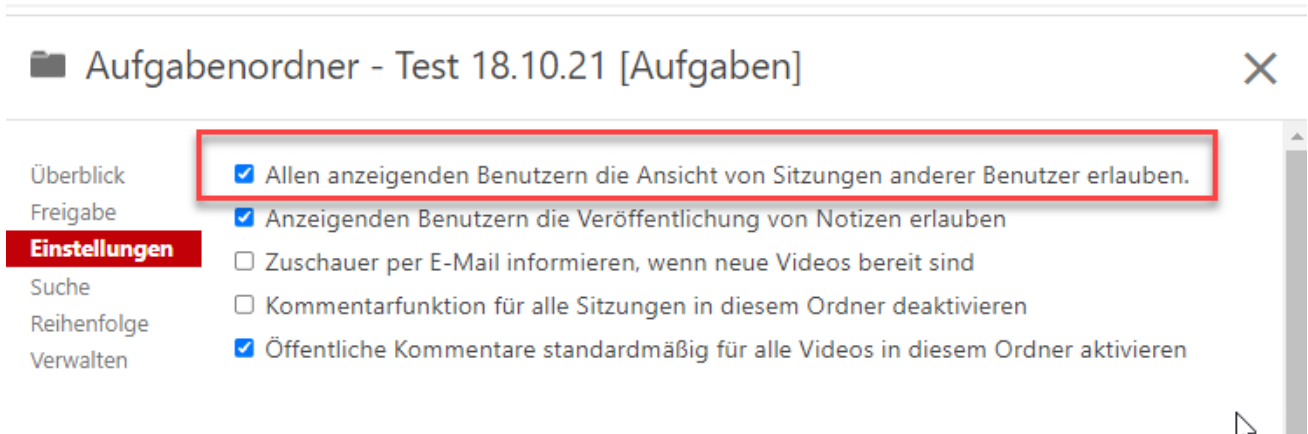 Aufgabenordner - Test 18.10.21 [Aufgaben]
Überblick
Freigabe
Einstellungen
Suche
Reihenfolge
Verwalten
Allen anzeigenden Benutzern die Ansicht von Sitzungen anderer Benutzer erlauben.
Anzeigenden Benutzern die Veröffentlichung von Notizen erlauben
Zuschauer per E-Mail informieren, wenn neue Videos bereit sind
Kommentarfunktion für alle Sitzungen in diesem Ordner deaktivieren
Öffentliche Kommentare standardmäßig für alle Videos in diesem Ordner aktivieren